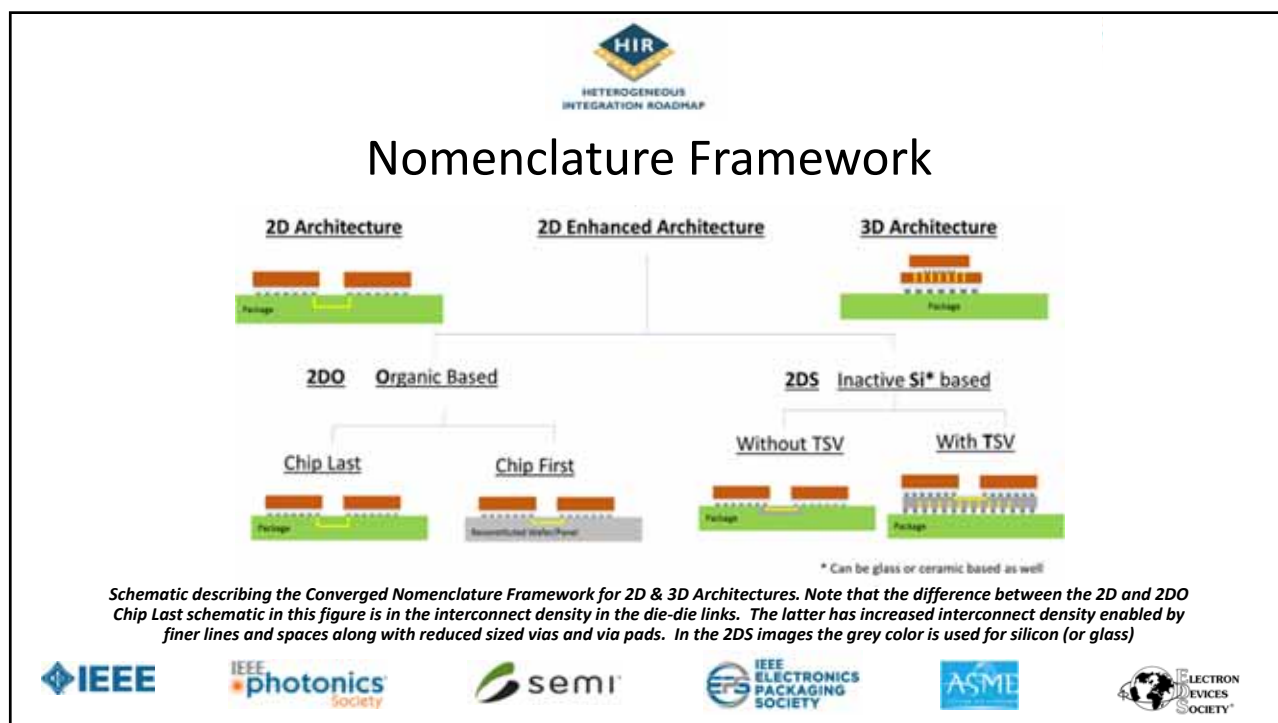 HIR
HETEROGENEOUS
INTEGRATION ROADMAP
Nomenclature Framework
2D Architecture
2D Enhanced Architecture
3D Architecture
Package
Package
2DO Organic Based
2DS Inactive Si* based
Chip Last
Chip First
Without TSV
With TSV
Package
Reconstituted Wafer/Panel
Package
Package
* Can be glass or ceramic based as well
Schematic describing the Converged Nomenclature Framework for 2D & 3D Architectures. Note that the difference between the 2D and 2DO
Chip Last schematic in this figure is in the interconnect density in the die-die links. The latter has increased interconnect density enabled by
finer lines and spaces along with reduced sized vias and via pads. In the 2DS images the grey color is used for silicon (or glass)
IEEE
IEEE
photonics
Society
semi
EPS
IEEE
ELECTRONICS
PACKAGING
SOCIETY
ASME
ELECTRON
DEVICES
SOCIETY®